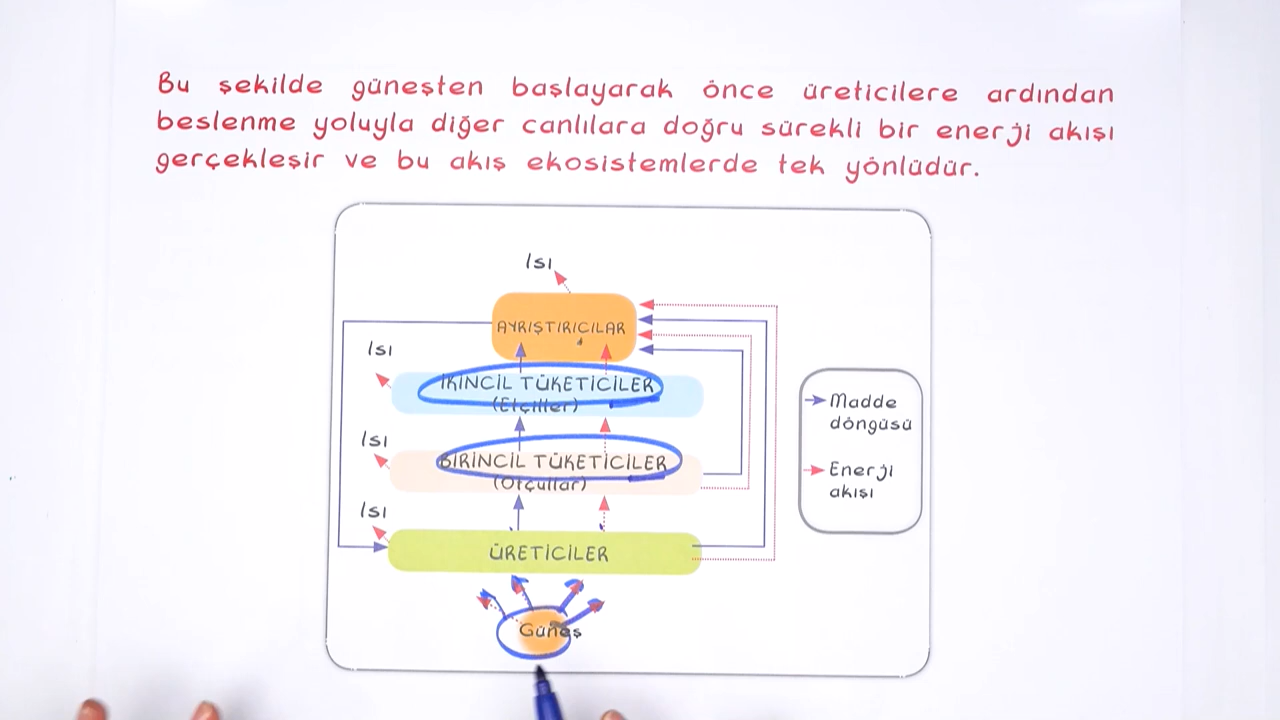 Bu şekilde güneşten başlayarak önce üreticilere ardından
beslenme yoluyla diğer canlılara doğru sürekli bir enerji akışı
gerçekleşir ve bu akış ekosistemlerde tek yönlüdür.
Isı
AYRIŞTIRICILAR
Isı
İKİNCİL TÜKETİCİLER
(Etçiller)
Isı
BİRİNCİL TÜKETİCİLER
(Otçullar)
Isı
ÜRETİCİLER
Güneş
Madde
döngüsü
Enerji
akışı